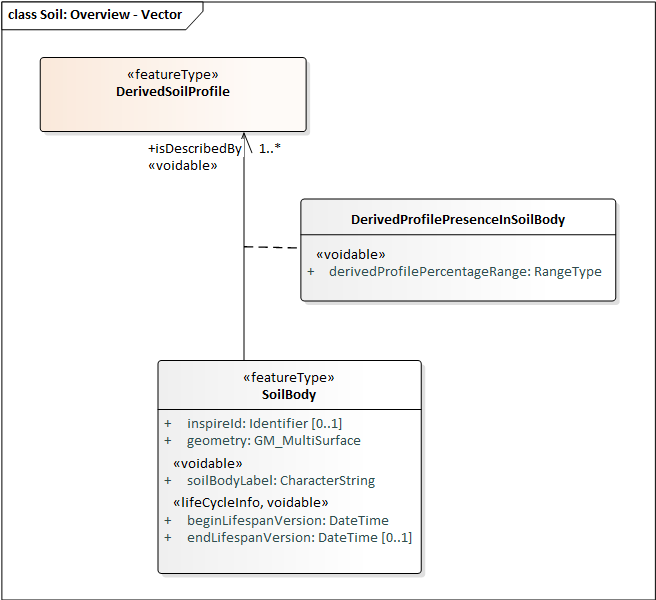 class Soil: Overview - Vector
«featureType»
DerivedSoilProfile
+isDescribedBy 1..*
«voidable»
DerivedProfilePresenceInSoilBody
«voidable»
+ derivedProfilePercentageRange: RangeType
«featureType»
SoilBody
+ inspireId: Identifier [0..1]
+ geometry: GM_MultiSurface
«voidable»
+ soilBodyLabel: CharacterString
«lifeCycleInfo, voidable»
+ beginLifespanVersion: DateTime
+ endLifespanVersion: DateTime [0..1]